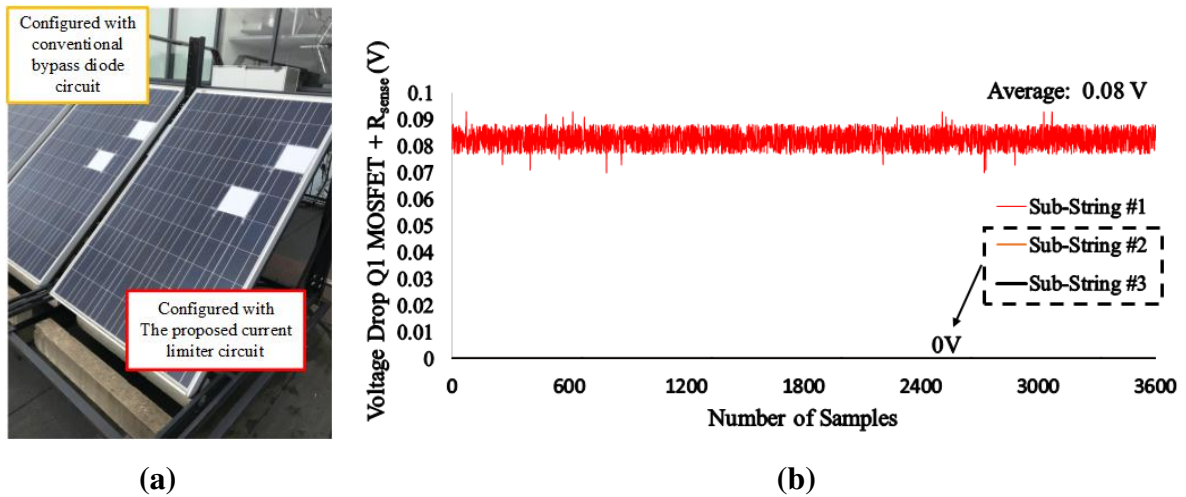 Configured with
conventional
bypass diode
circuit
Configured with
The proposed current
limiter circuit
(a)
Voltage Drop Q1 MOSFET + Rsense (V)
0.1
0.09
0.08
0.07
0.06
0.05
0.04
0.03
0.02
0.01
0
Average: 0.08 V
Sub-String #1
Sub-String #2
Sub-String #3
0V
0 600 1200 1800 2400 3000 3600
Number of Samples
(b)